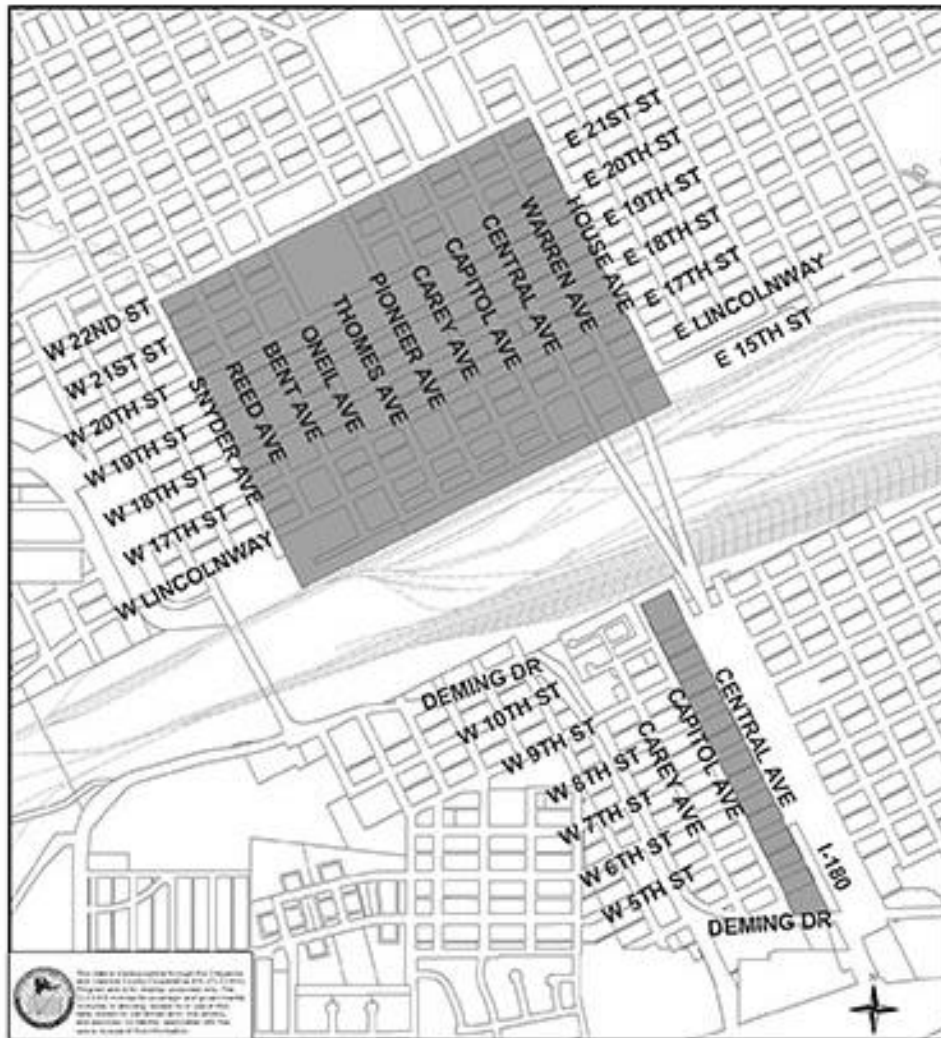 E 21ST ST
E 20TH ST
E 19TH ST
E 18TH ST
E 17TH ST
E LINCOLNWAY
E 15TH ST
HOUSE AVE
WARREN AVE
CENTRAL AVE
CAPITOL AVE
CAREY AVE
PIONEER AVE
THOMES AVE
ONEIL AVE
BENT AVE
REED AVE
SNYDER AVE
W 22ND ST
W 21ST ST
W 20TH ST
W 19TH ST
W 18TH ST
W 17TH ST
W LINCOLNWAY
DEMING DR
W 10TH ST
W 9TH ST
W 8TH ST
W 7TH ST
W 6TH ST
W 5TH ST
CAREY AVE
CAPITOL AVE
CENTRAL AVE
I-180
DEMING DR